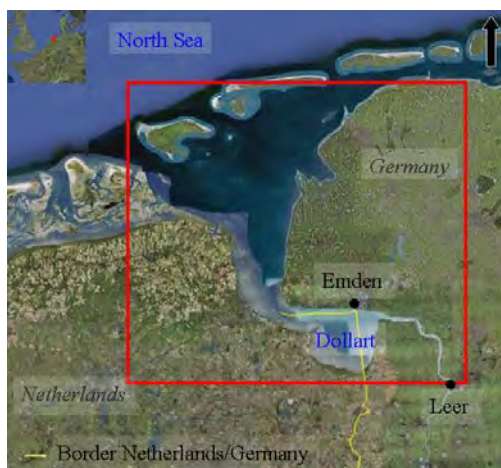 North Sea
Germany
Emden
Dollart
Netherlands
Leer
Border Netherlands/Germany